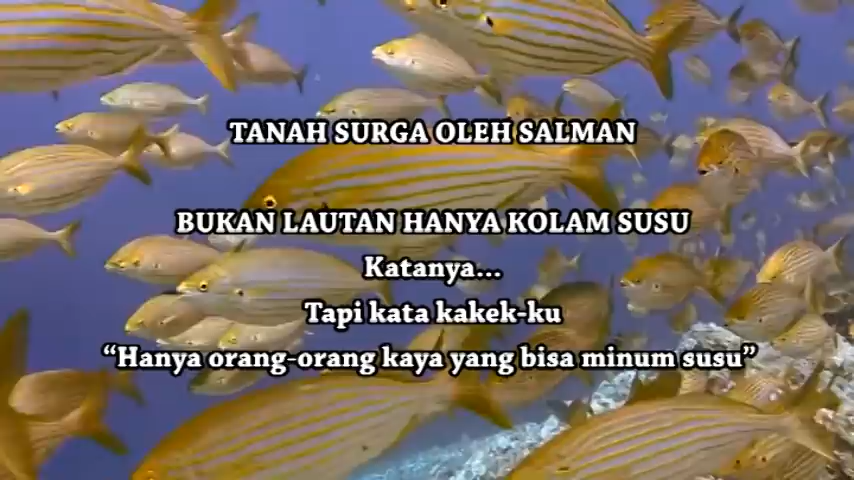 TANAH SURGA OLEH SALMAN
BUKAN LAUTAN HANYA KOLAM SUSU
Katanya...
Tapi kata kakek-ku
“Hanya orang-orang kaya yang bisa minum susu”